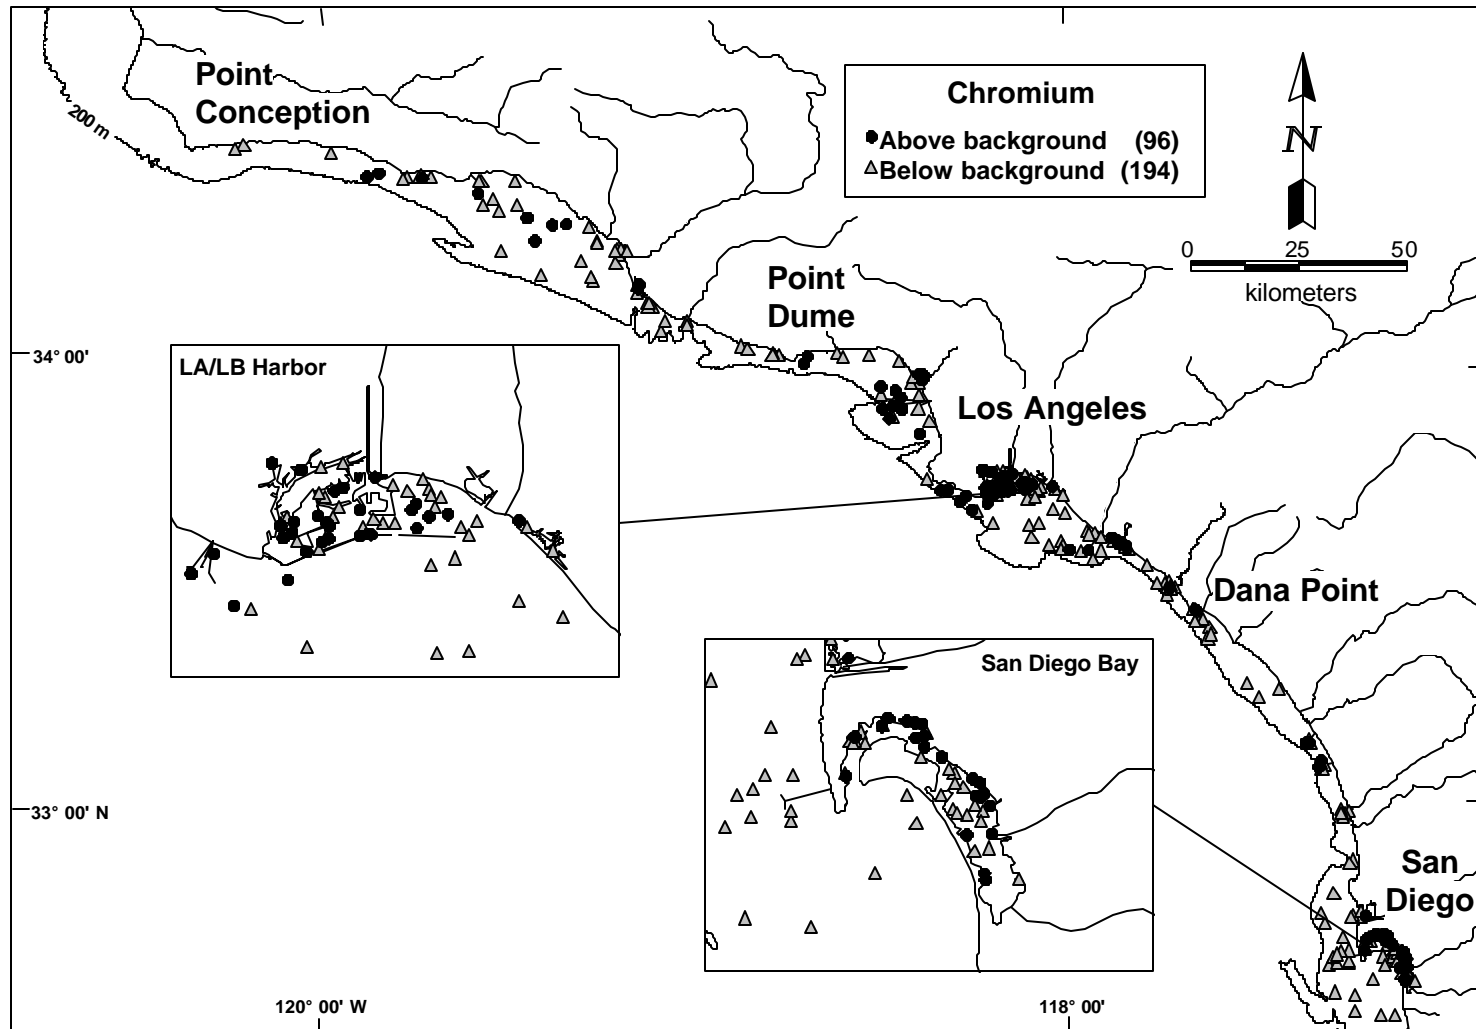 Point
Conception
200 m
Chromium
Above background (96)
Below background (194)
N
0 25 50
kilometers
Point
Dume
34° 00'
LA/LB Harbor
Los Angeles
Dana Point
San Diego Bay
33° 00' N
San
Diego
120° 00' W
118° 00'